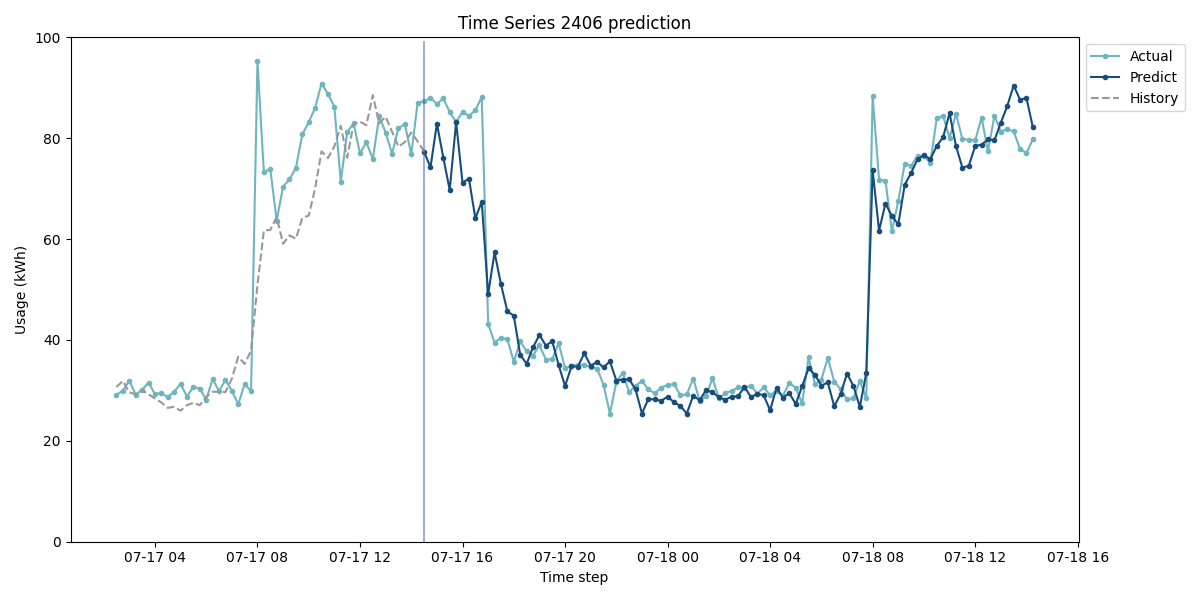 Time Series 2406 prediction
Usage (kWh)
100
80
60
40
20
0
07-17 04
07-17 08
07-17 12
07-17 16
07-17 20
07-18 00
07-18 04
07-18 08
07-18 12
07-18 16
Time step
Actual
Predict
History